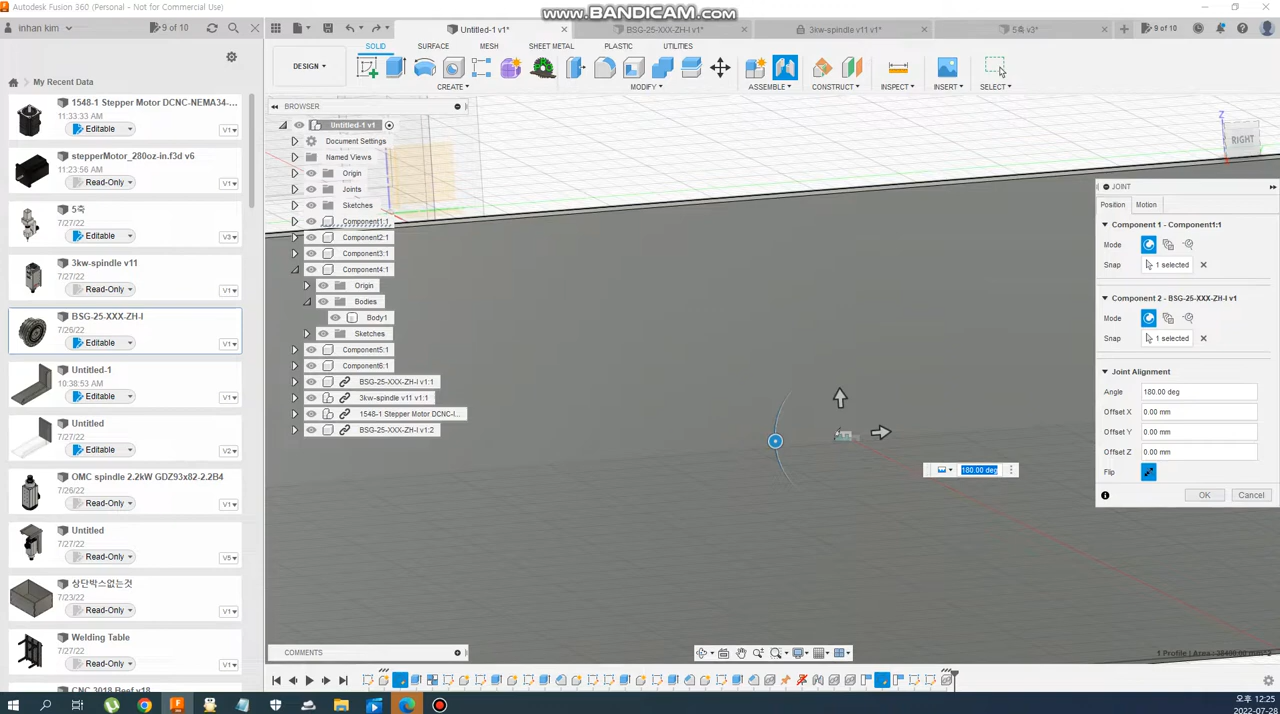 Autodesk Fusion 360 (Personal - Not for Commercial Use)
www.BANDICAM.com
inhan kim
9 of 10
Untitled-1 v1*
BSG-25-XXX-ZH-I v1*
3kw-spindle v11 v1*
5축 v3*
9 of 10
My Recent Data
DESIGN
SOLID
SURFACE
MESH
SHEET METAL
PLASTIC
UTILITIES
CREATE
MODIFY
ASSEMBLE
CONSTRUCT
INSPECT
INSERT
SELECT
1548-1 Stepper Motor DCNC-NEMA34-...
11:33:33 AM
Editable
V1
stepperMotor_280oz-in.f3d v6
11:23:56 AM
Read-Only
V1
5축
7/27/22
Editable
V3
3kw-spindle v11
7/27/22
Read-Only
V1
BSG-25-XXX-ZH-I
7/26/22
Editable
V1
Untitled-1
10:38:53 AM
Editable
V1
Untitled
7/27/22
Editable
V2
OMC spindle 2.2kW GDZ93x82-2.2B4
7/26/22
Read-Only
V1
Untitled
7/27/22
Read-Only
V5
상단박스없는것
7/23/22
Read-Only
V1
Welding Table
7/27/22
Read-Only
V1
CNC 3018 Beef v18
BROWSER
Untitled-1 v1
Document Settings
Named Views
Origin
Joints
Sketches
Component1:1
Component2:1
Component3:1
Component4:1
Origin
Bodies
Body1
Sketches
Component5:1
Component6:1
BSG-25-XXX-ZH-I v1:1
3kw-spindle v11 v1:1
1548-1 Stepper Motor DCNC-I...
BSG-25-XXX-ZH-I v1:2
Z
RIGHT
180.00 deg
JOINT
Position
Motion
Component 1 - Component1:1
Mode
Snap
1 selected
Component 2 - BSG-25-XXX-ZH-I v1
Mode
Snap
1 selected
Joint Alignment
Angle
180.00 deg
Offset X
0.00 mm
Offset Y
0.00 mm
Offset Z
0.00 mm
Flip
OK
Cancel
COMMENTS
1 Profile | Area : 38400.00 mm^2
오후 12:25
2022-07-28